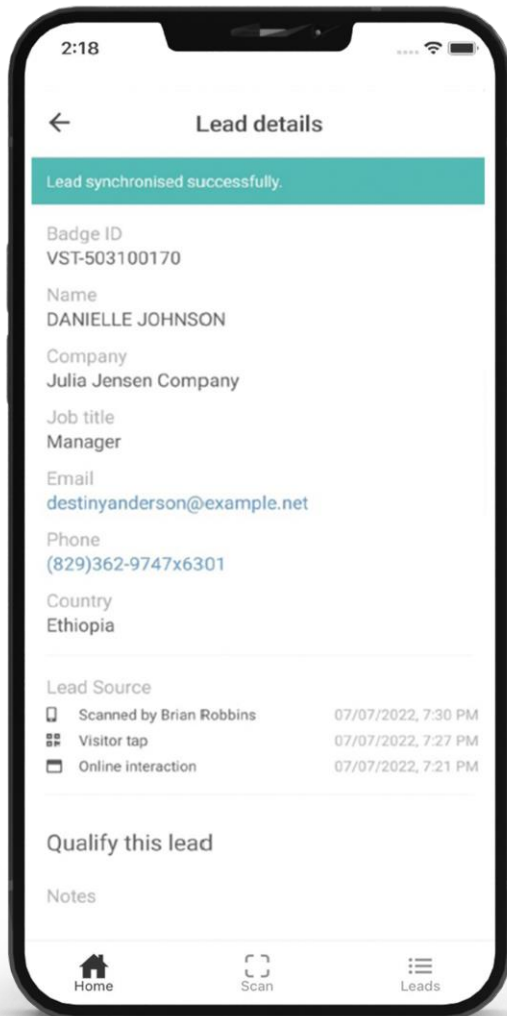 2:18
Lead details
Lead synchronised successfully.
Badge ID
VST-503100170
Name
DANIELLE JOHNSON
Company
Julia Jensen Company
Job title
Manager
Email
destinyanderson@example.net
Phone
(829)362-9747x6301
Country
Ethiopia
Lead Source
Scanned by Brian Robbins 07/07/2022, 7:30 PM
Visitor tap 07/07/2022, 7:27 PM
Online interaction 07/07/2022, 7:21 PM
Qualify this lead
Notes
Home Scan Leads